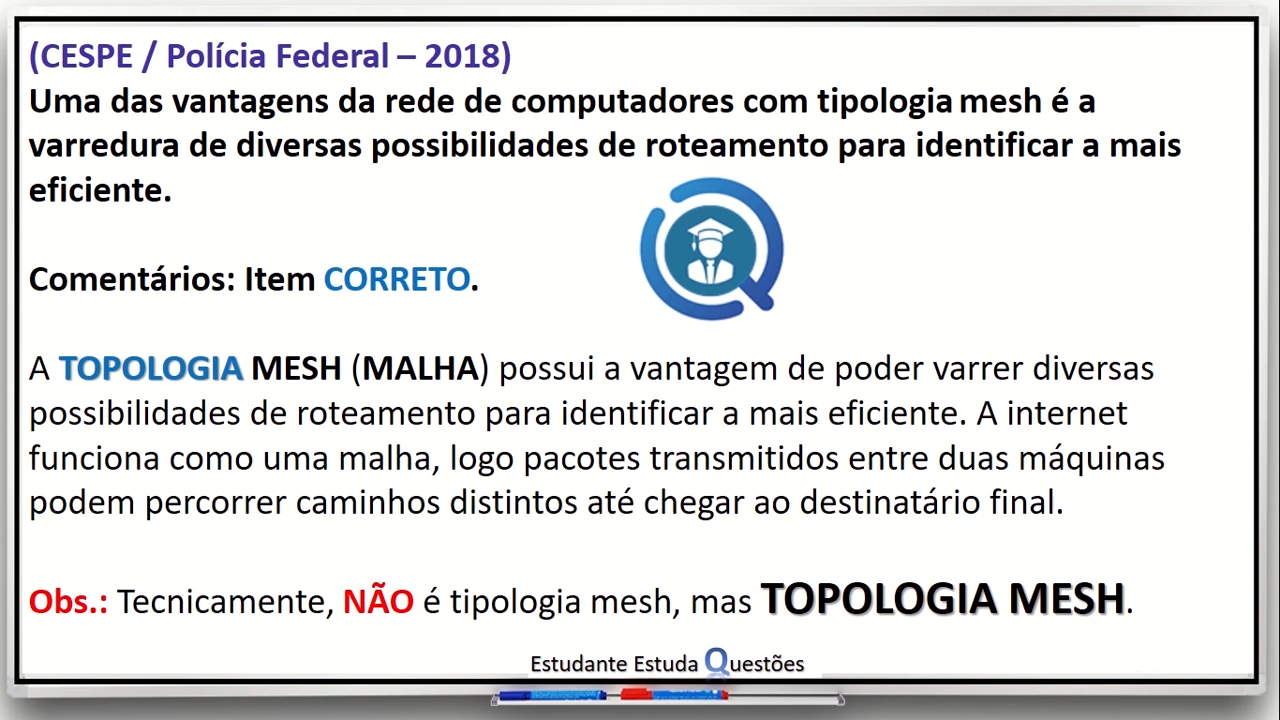 (CESPE / Polícia Federal – 2018)
Uma das vantagens da rede de computadores com tipologia mesh é a
varredura de diversas possibilidades de roteamento para identificar a mais
eficiente.
Comentários: Item CORRETO.
A TOPOLOGIA MESH (MALHA) possui a vantagem de poder varrer diversas
possibilidades de roteamento para identificar a mais eficiente. A internet
funciona como uma malha, logo pacotes transmitidos entre duas máquinas
podem percorrer caminhos distintos até chegar ao destinatário final.
Obs.: Tecnicamente, NÃO é tipologia mesh, mas TOPOLOGIA MESH.
Estudante Estuda Questões